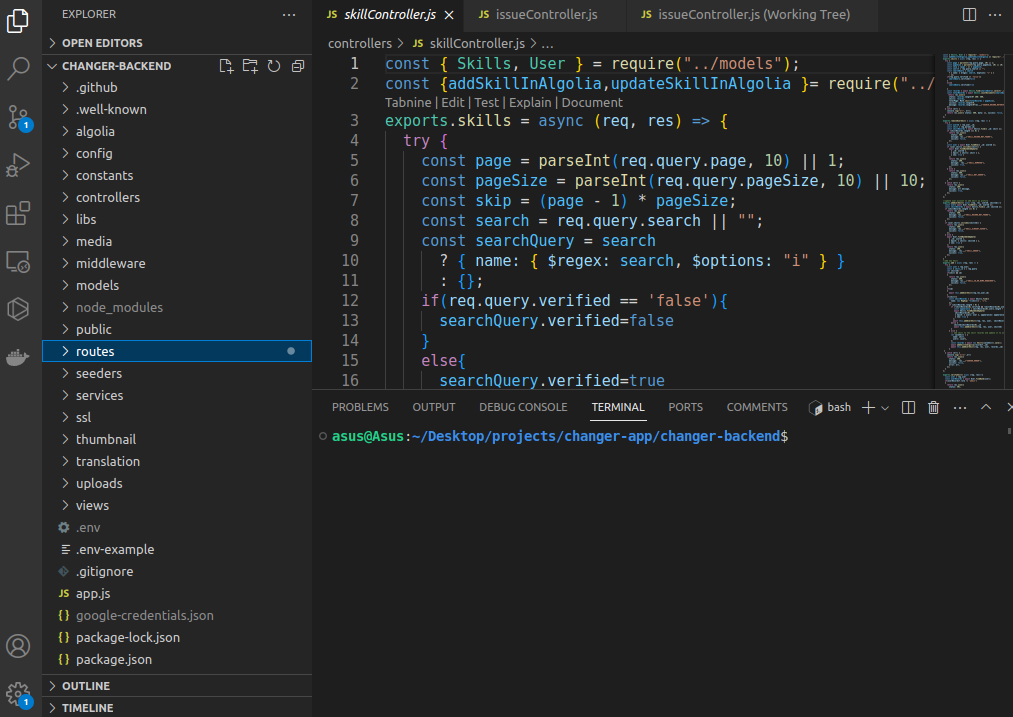 EXPLORER
OPEN EDITORS
CHANGER-BACKEND
.github
.well-known
algolia
config
constants
controllers
libs
media
middleware
models
node_modules
public
routes
seeders
services
ssl
thumbnail
translation
uploads
views
.env
.env-example
.gitignore
JS app.js
{ } google-credentials.json
{ } package-lock.json
{ } package.json
OUTLINE
TIMELINE
1
1
JS skillController.js
JS issueController.js
JS issueController.js (Working Tree)
controllers > JS skillController.js > ...
1 const { Skills, User } = require("../models");
2 const {addSkillInAlgolia,updateSkillInAlgolia }= require("../
Tabnine | Edit | Test | Explain | Document
3 exports.skills = async (req, res) => {
4 try {
5 const page = parseInt(req.query.page, 10) || 1;
6 const pageSize = parseInt(req.query.pageSize, 10) || 10;
7 const skip = (page - 1) * pageSize;
8 const search = req.query.search || "";
9 const searchQuery = search
10 ? { name: { $regex: search, $options: "i" } }
11 : {};
12 if(req.query.verified == 'false'){
13 searchQuery.verified=false
14 }
15 else{
16 searchQuery.verified=true
PROBLEMS OUTPUT DEBUG CONSOLE TERMINAL PORTS COMMENTS bash
asus@Asus:~/Desktop/projects/changer-app/changer-backend$